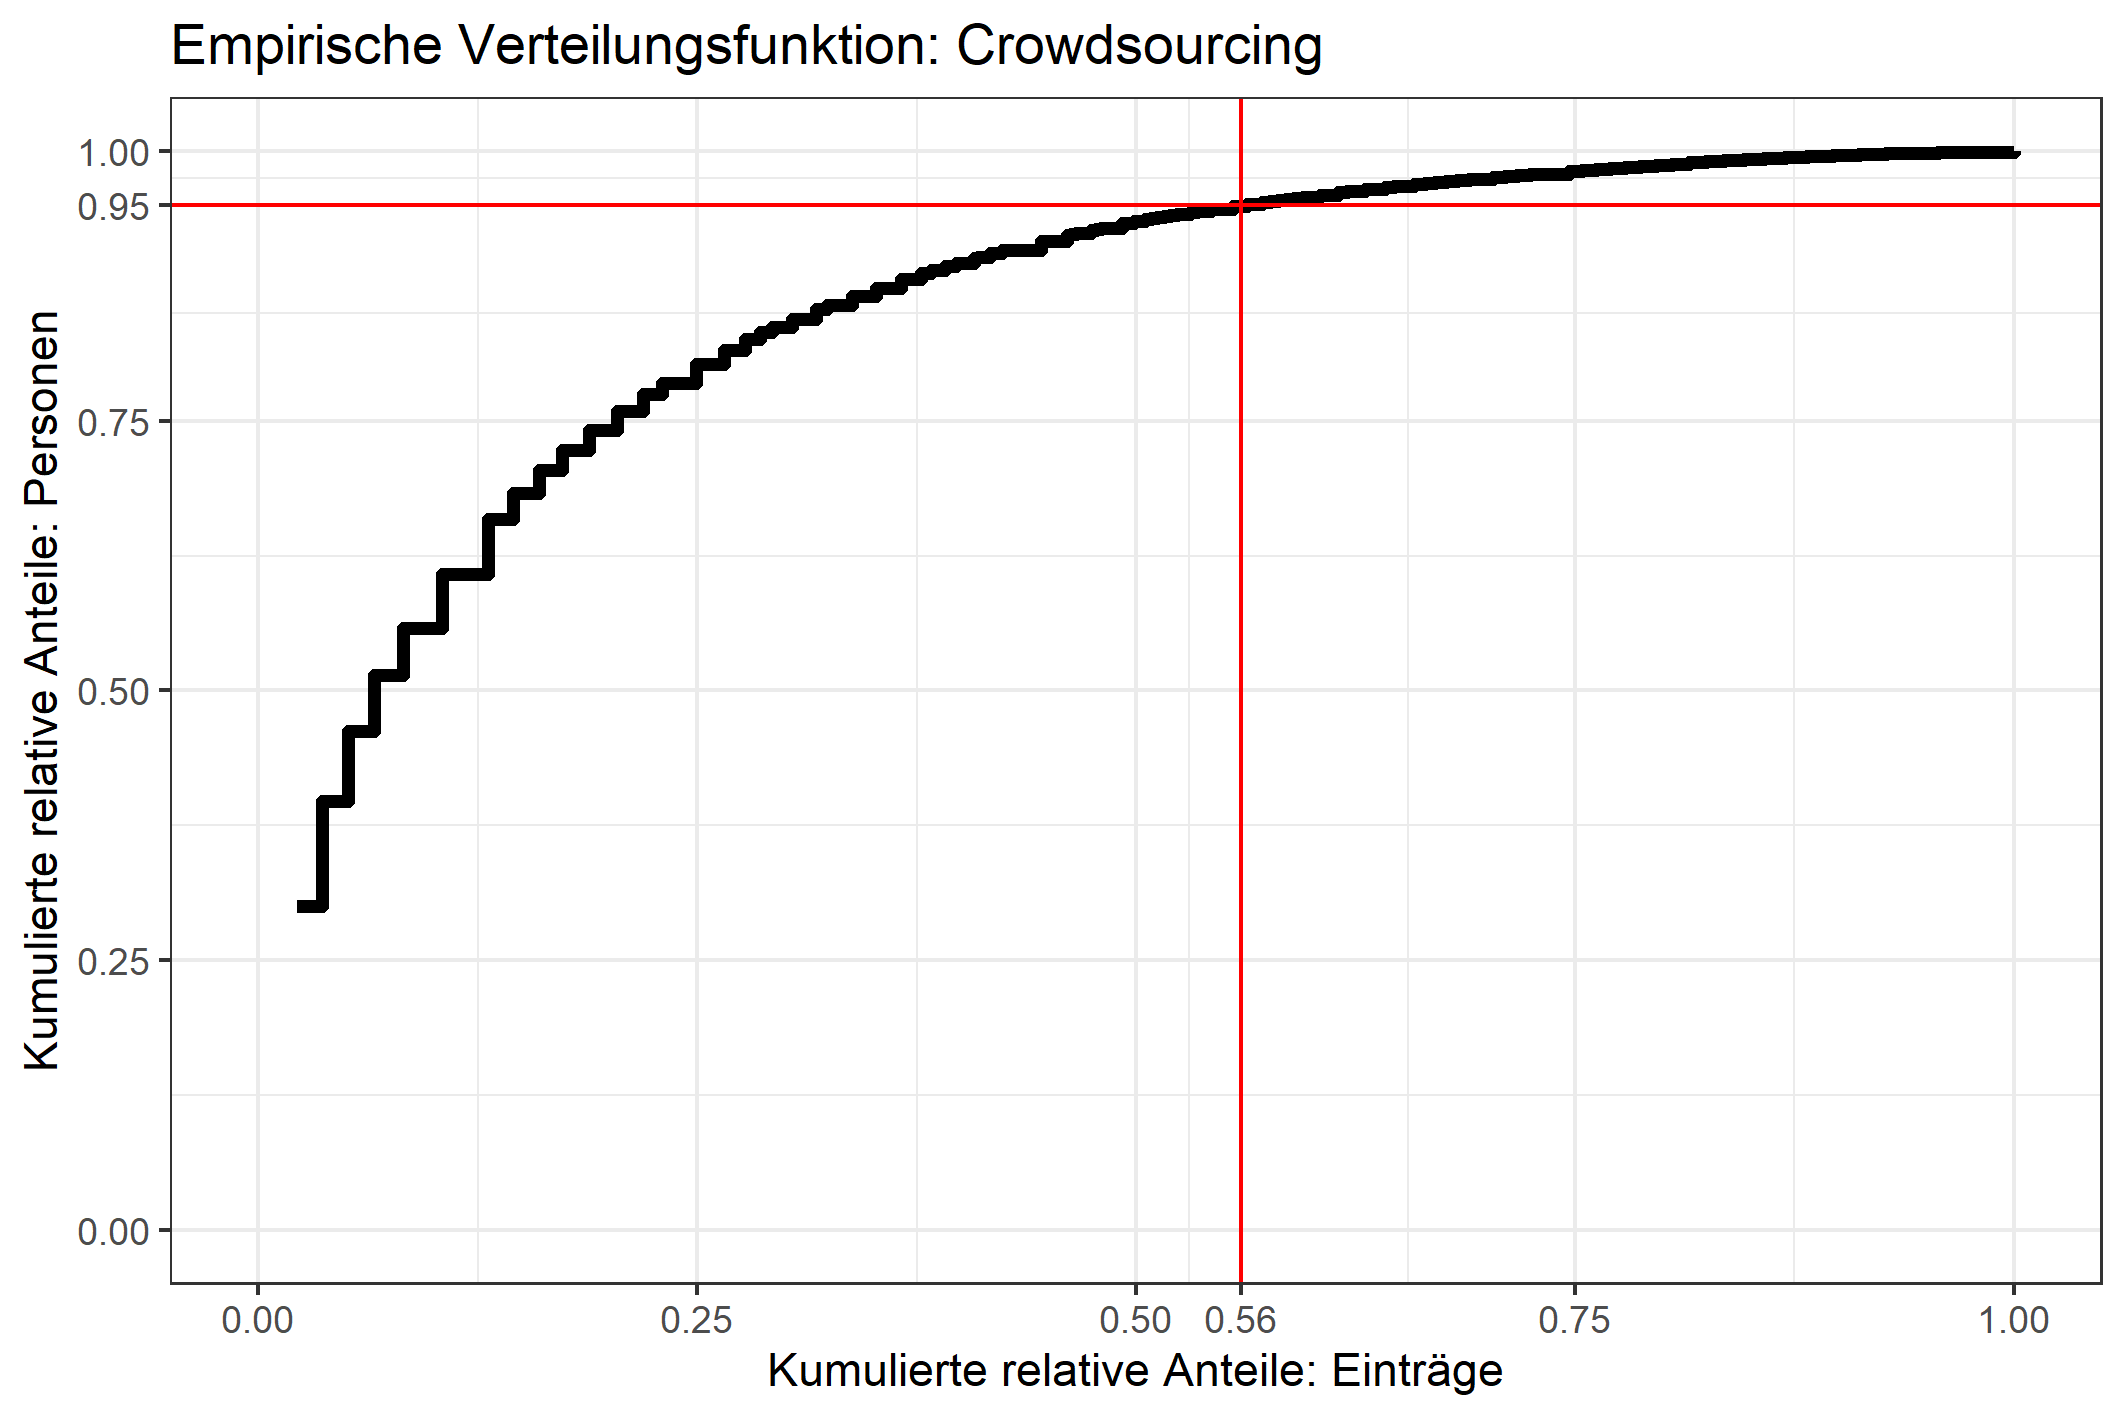 Empirische Verteilungsfunktion: Crowdsourcing
Kumulierte relative Anteile: Personen
1.00
0.95
0.75
0.50
0.25
0.00
0.00 0.25 0.50 0.56 0.75 1.00
Kumulierte relative Anteile: Einträge